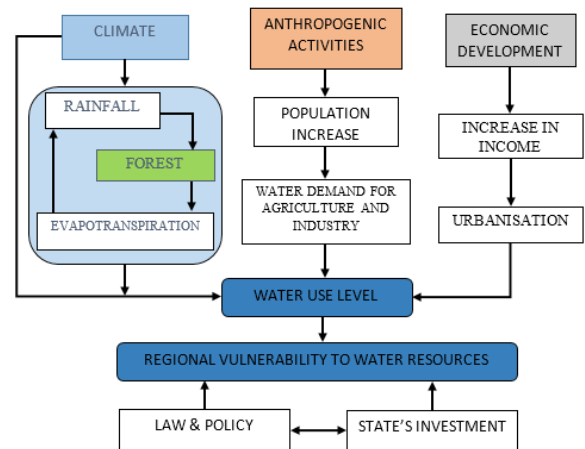 CLIMATE
ANTHROPOGENIC
ACTIVITIES
ECONOMIC
DEVELOPMENT
RAINFALL
FOREST
EVAPOTRANSPIRATION
POPULATION
INCREASE
WATER DEMAND FOR
AGRICULTURE AND
INDUSTRY
INCREASE IN
INCOME
URBANISATION
WATER USE LEVEL
REGIONAL VULNERABILITY TO WATER RESOURCES
LAW & POLICY
STATE'S INVESTMENT